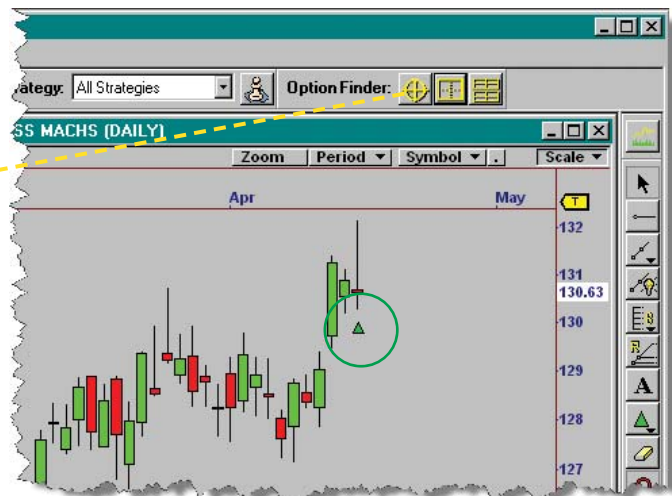 ategy: All Strategies Option Finder:
SS MACHS (DAILY)
Zoom Period Symbol . Scale
Apr May T
132
131
130.63
130
129
128
127
$
R
A